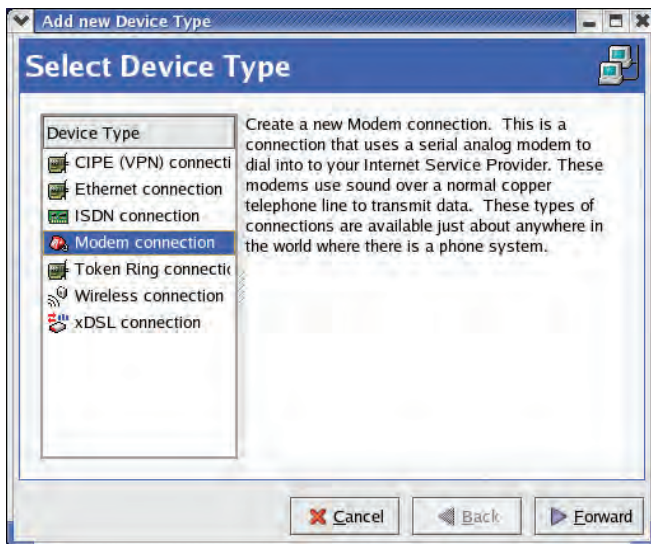 Add new Device Type
Select Device Type
Device Type
CIPE (VPN) connecti
Ethernet connection
ISDN connection
Modem connection
Token Ring connectic
Wireless connection
xDSL connection
Create a new Modem connection. This is a
connection that uses a serial analog modem to
dial into to your Internet Service Provider. These
modems use sound over a normal copper
telephone line to transmit data. These types of
connections are available just about anywhere in
the world where there is a phone system.
Cancel
Back
Forward